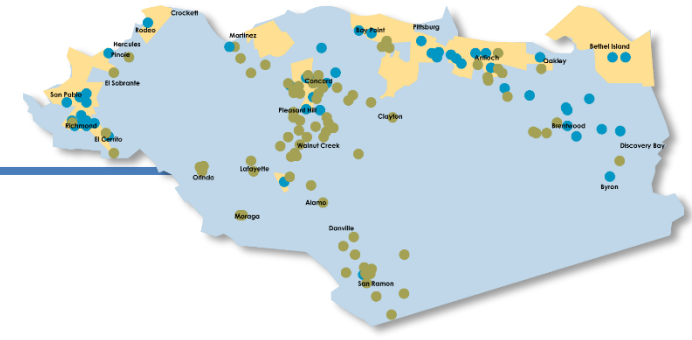 Crockett
Rodeo
Martinez
Bay Point
Pittsburg
Hercules
Pinole
Bethel Island
Antioch
Oakley
El Sobrante
Concord
San Pablo
Pleasant Hill
Clayton
Richmond
Brentwood
El Cerrito
Walnut Creek
Discovery Bay
Lafayette
Orinda
Byron
Alamo
Moraga
Danville
San Ramon